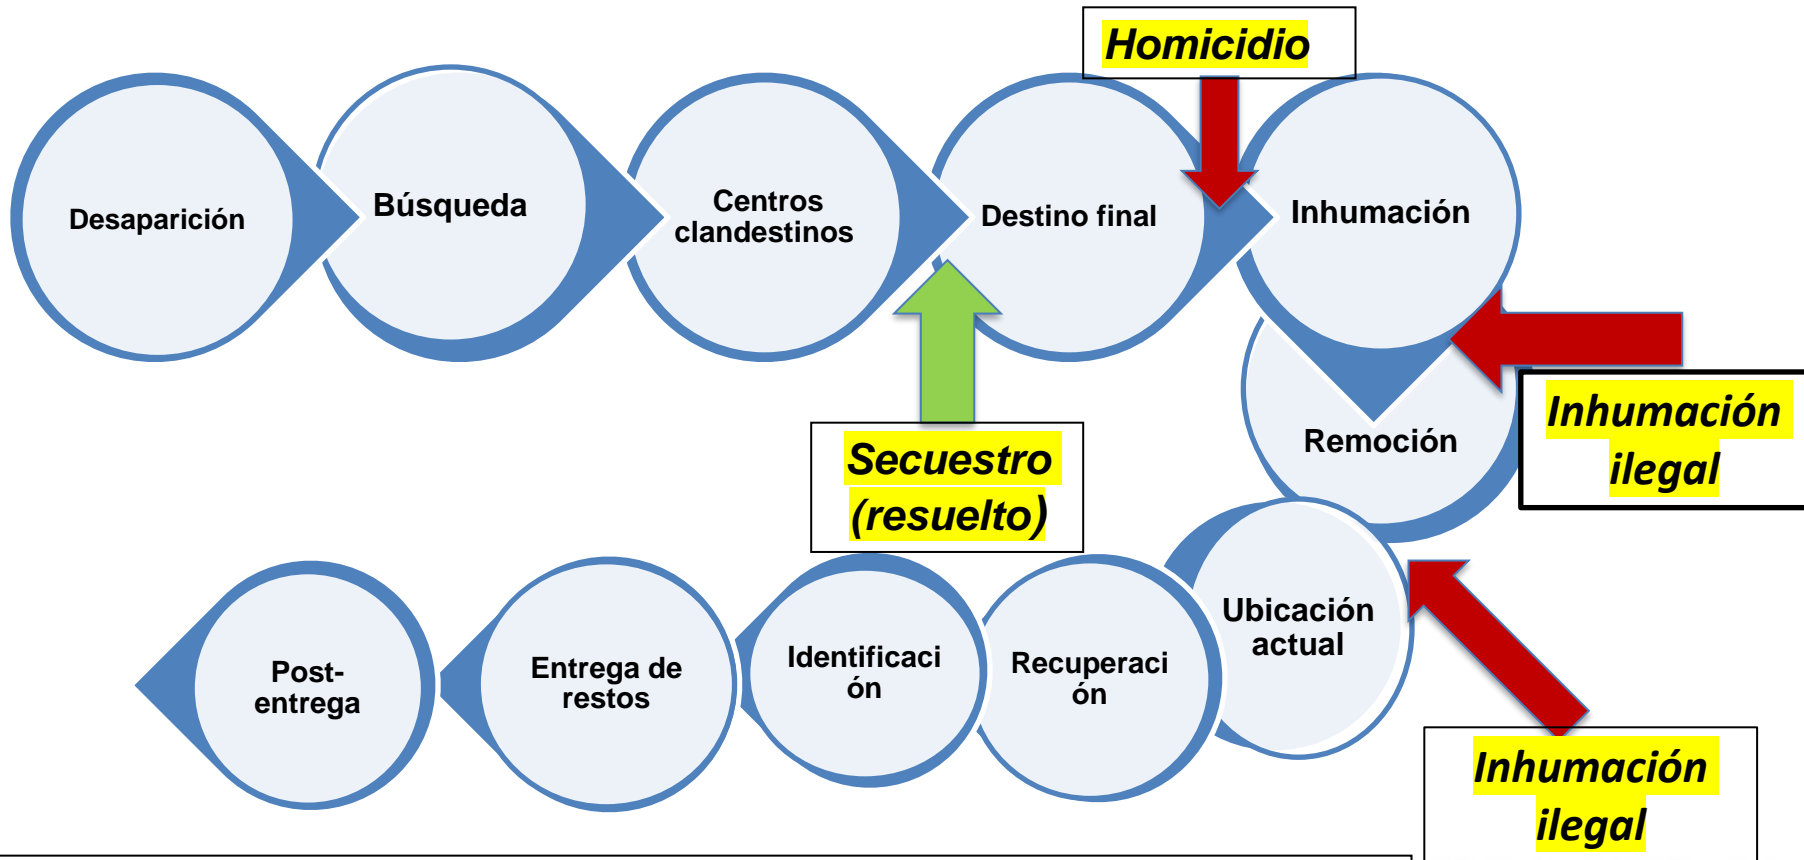 Homicidio
Desaparición
Búsqueda
Centros
clandestinos
Destino final
Inhumación
Inhumación
ilegal
Remoción
Secuestro
(resuelto)
Ubicación
actual
Recuperaci
ón
Identificaci
ón
Entrega de
restos
Post-
entrega
Inhumación
ilegal